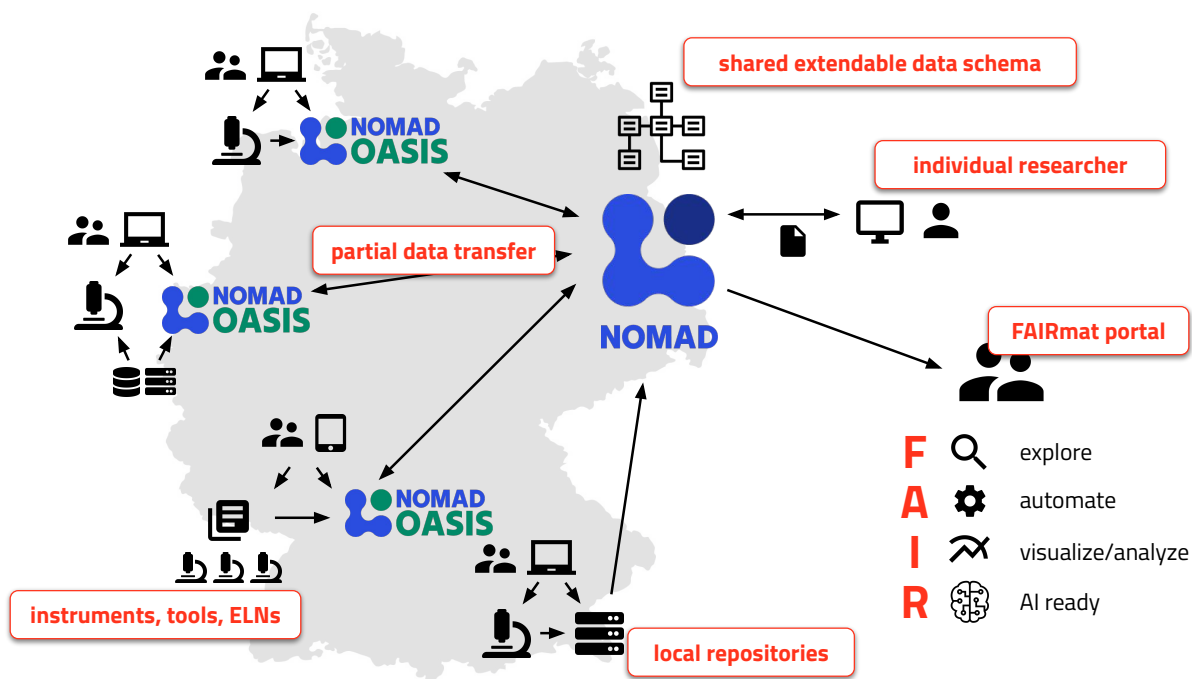 shared extendable data schema
NOMAD
OASIS
individual researcher
NOMAD
OASIS
partial data transfer
NOMAD
FAIRmat portal
F explore
A automate
I visualize/analyze
R AI ready
NOMAD
OASIS
instruments, tools, ELNs
local repositories